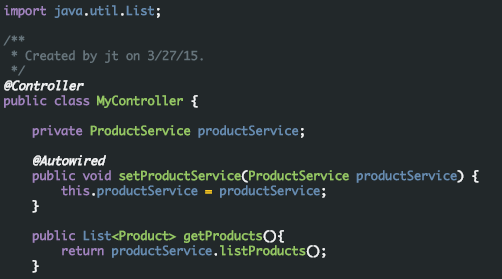 import java.util.List;
/**
 * Created by jt on 3/27/15.
 */
@Controller
public class MyController {
    private ProductService productService;
    @Autowired
    public void setProductService(ProductService productService) {
        this.productService = productService;
    }
    public List<Product> getProducts(){
        return productService.listProducts();
    }